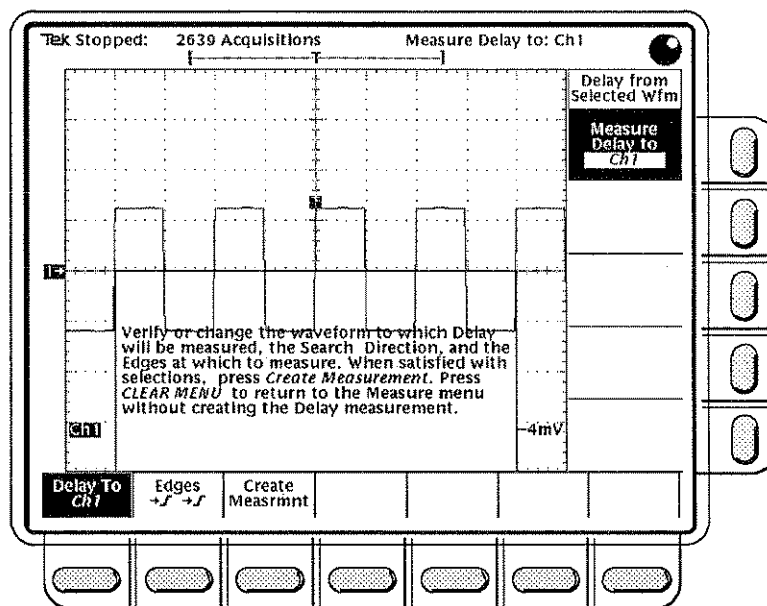 Tek Stopped: 2639 Acquisitions Measure Delay to: Ch1
[T]
Delay from
Selected Wfm
Measure
Delay to
Ch1
T
1→
Verify or change the waveform to which Delay
will be measured, the Search Direction, and the
Edges at which to measure. When satisfied with
selections, press Create Measurement. Press
CLEAR MENU to return to the Measure menu
without creating the Delay measurement.
Ch1 -4mV
Delay To
Ch1
Edges
Create
Measrmnt